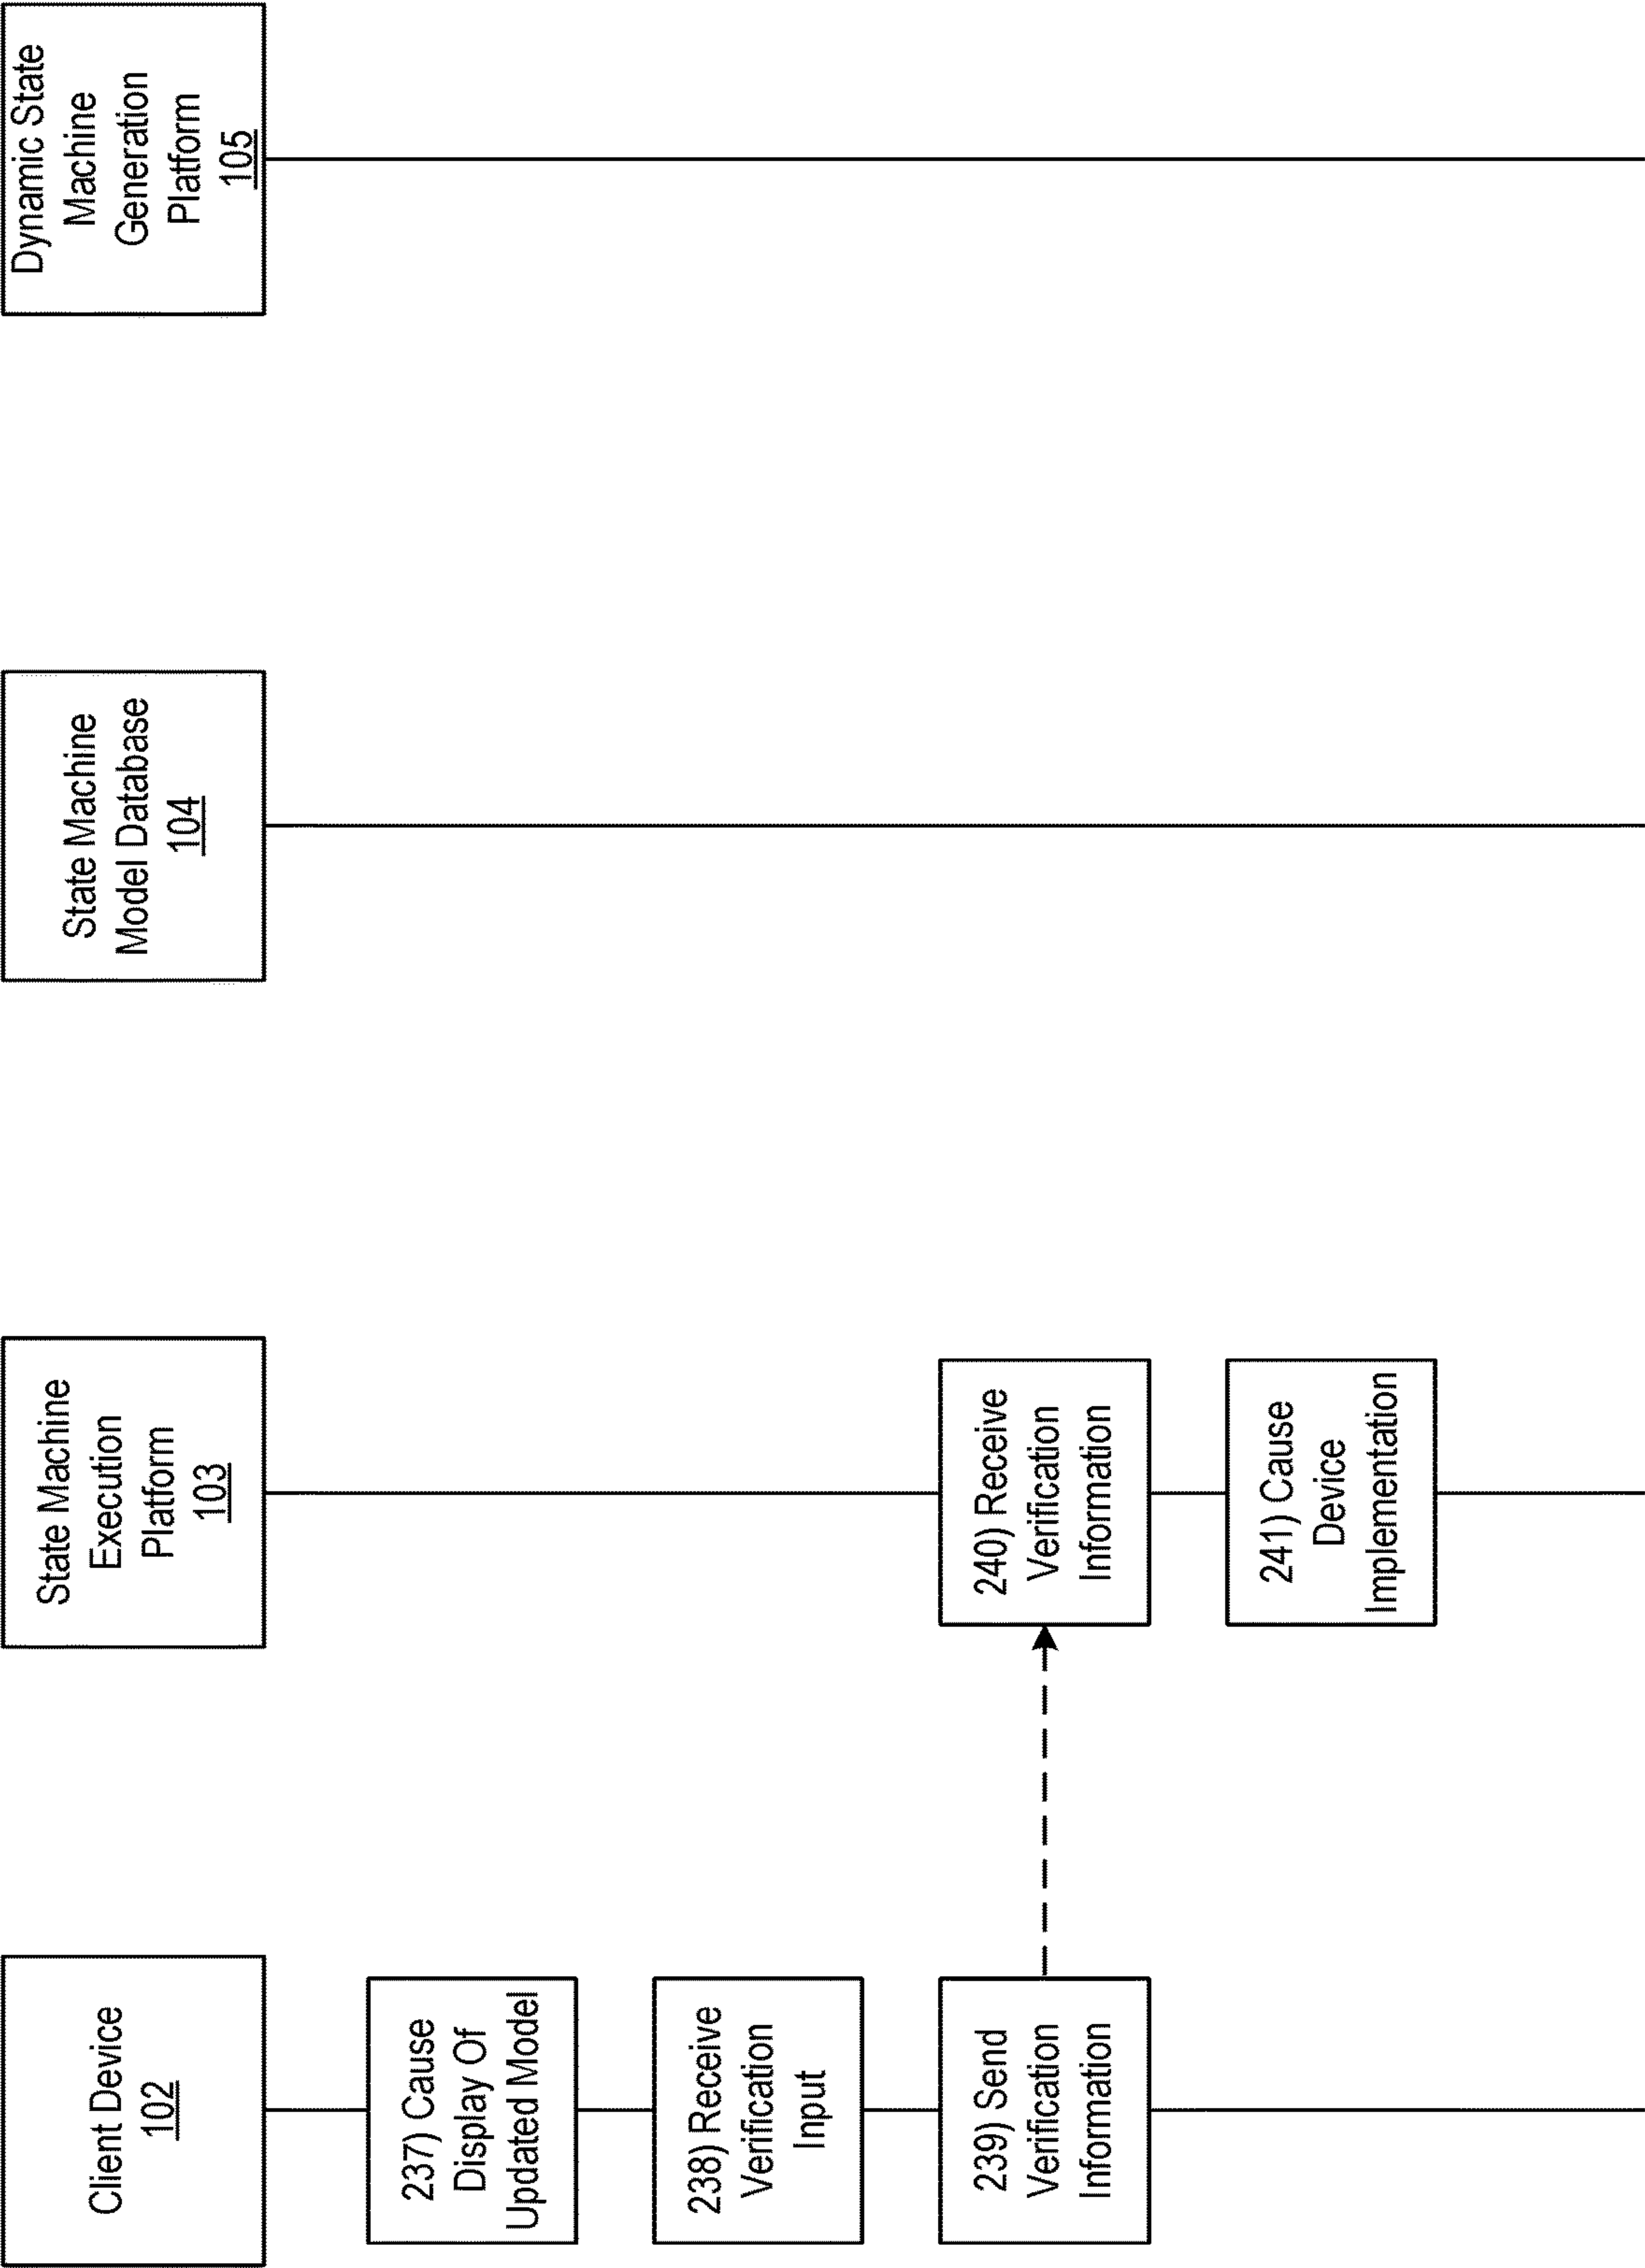 Client Device
102
State Machine
Execution
Platform
103
State Machine
Model Database
104
Dynamic State
Machine
Generation
Platform
105
237) Cause
Display Of
Updated Model
238) Receive
Verification
Input
239) Send
Verification
Information
240) Receive
Verification
Information
241) Cause
Device
Implementation